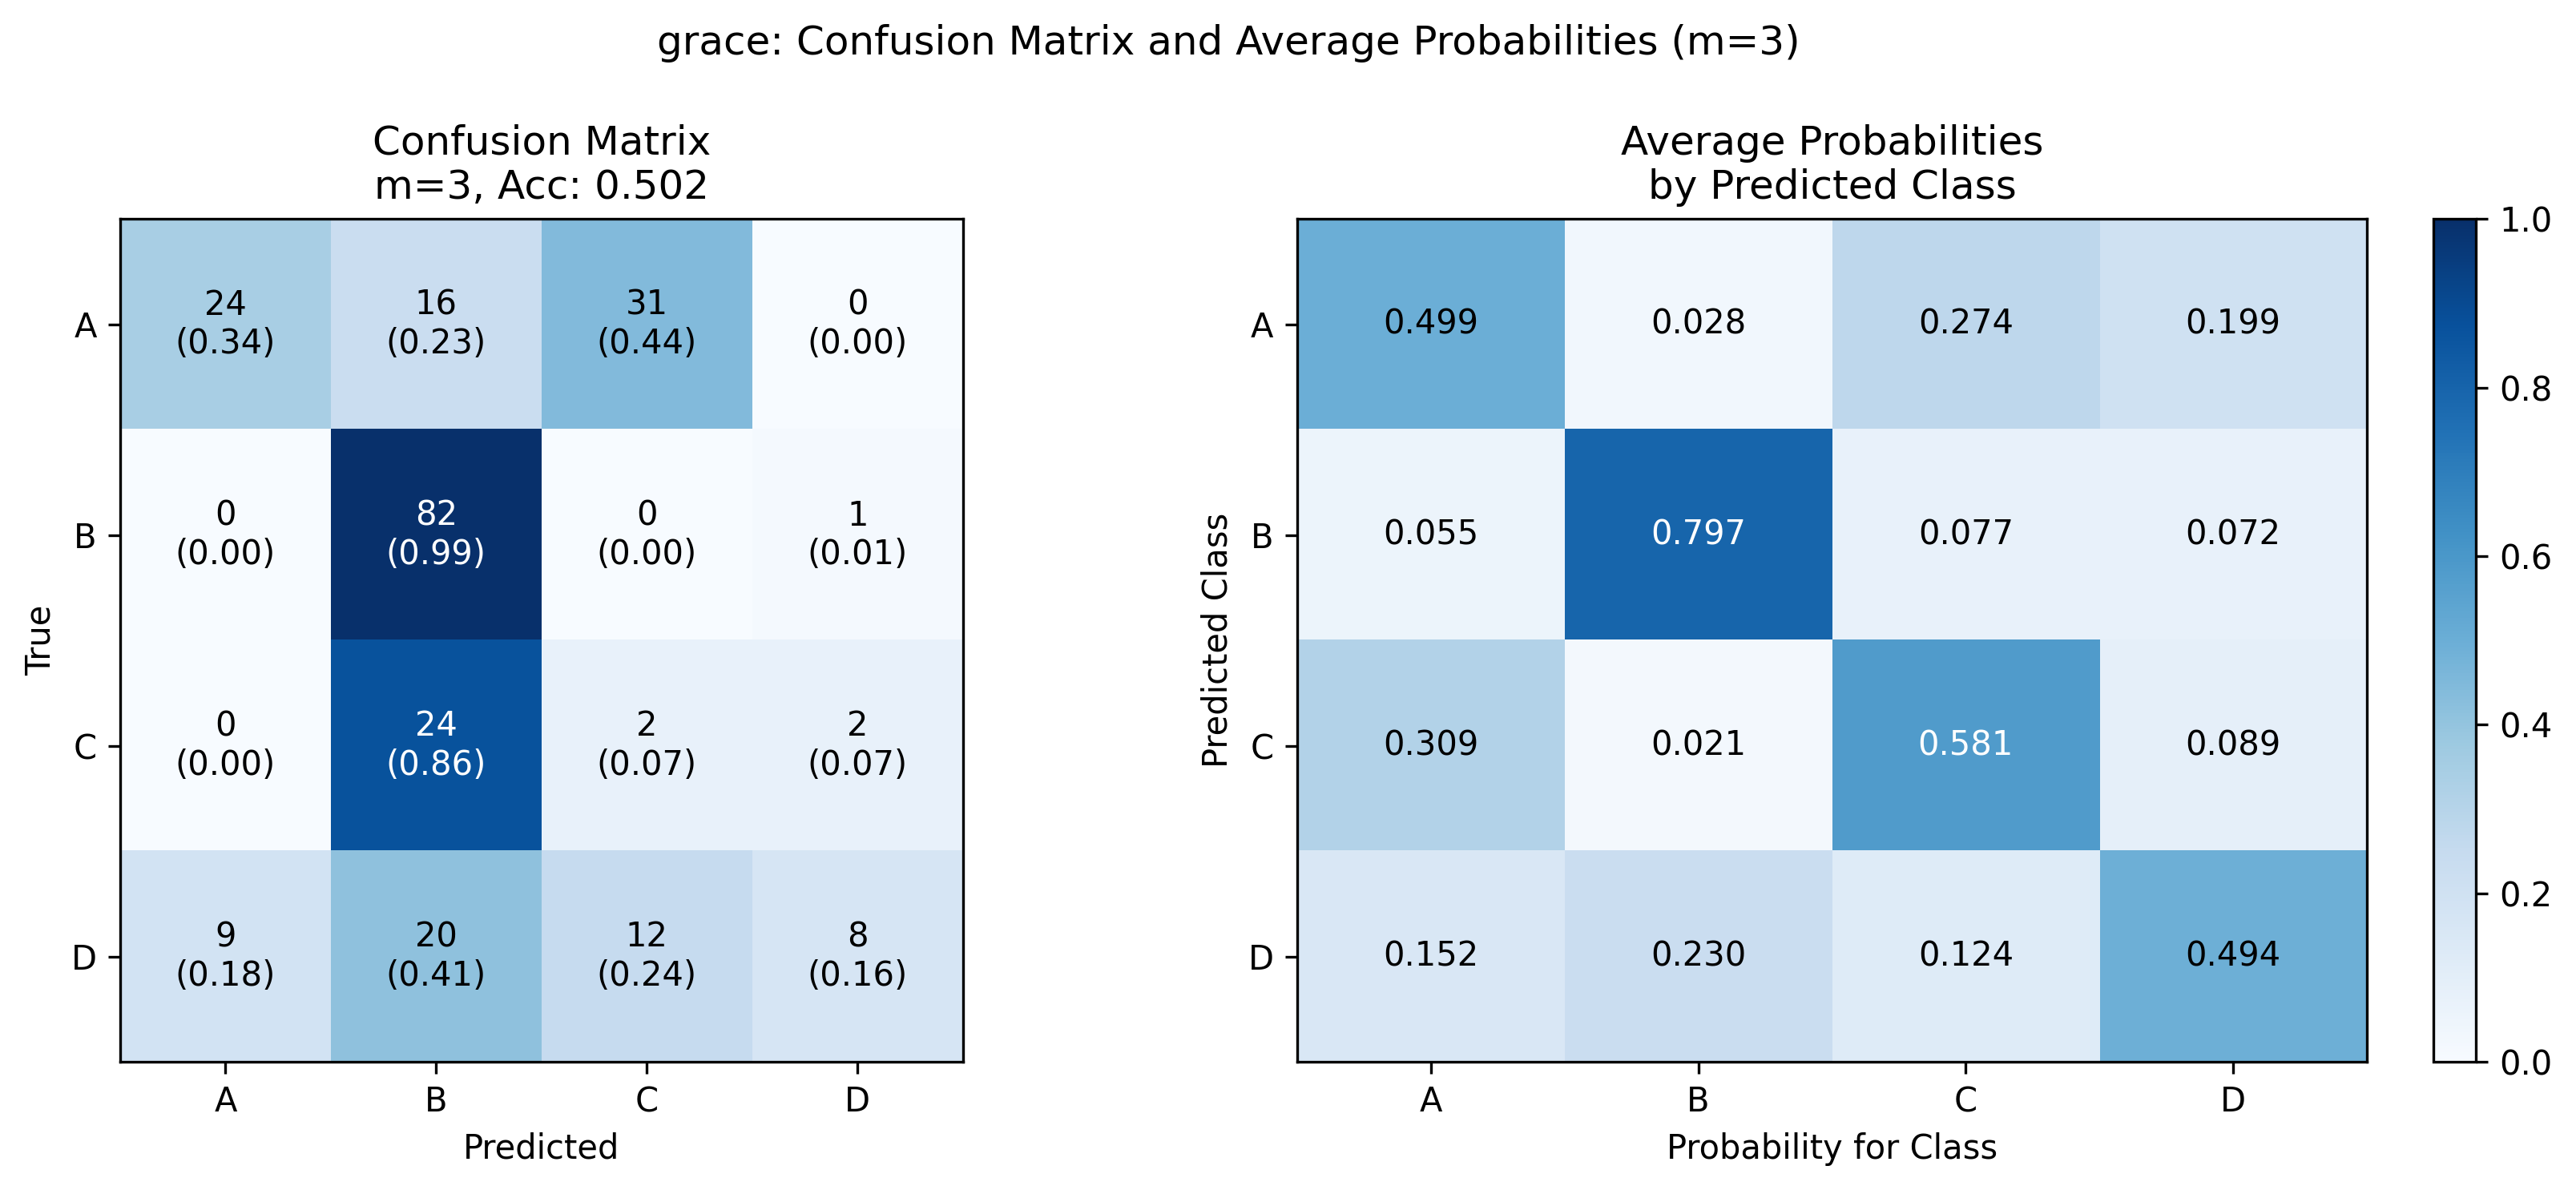 grace: Confusion Matrix and Average Probabilities (m=3)
Confusion Matrix
m=3, Acc: 0.502
True
A
24
(0.34)
16
(0.23)
31
(0.44)
0
(0.00)
B
0
(0.00)
82
(0.99)
0
(0.00)
1
(0.01)
C
0
(0.00)
24
(0.86)
2
(0.07)
2
(0.07)
D
9
(0.18)
20
(0.41)
12
(0.24)
8
(0.16)
A B C D
Predicted
Average Probabilities
by Predicted Class
Predicted Class
A 0.499 0.028 0.274 0.199
B 0.055 0.797 0.077 0.072
C 0.309 0.021 0.581 0.089
D 0.152 0.230 0.124 0.494
A B C D
Probability for Class
1.0
0.8
0.6
0.4
0.2
0.0